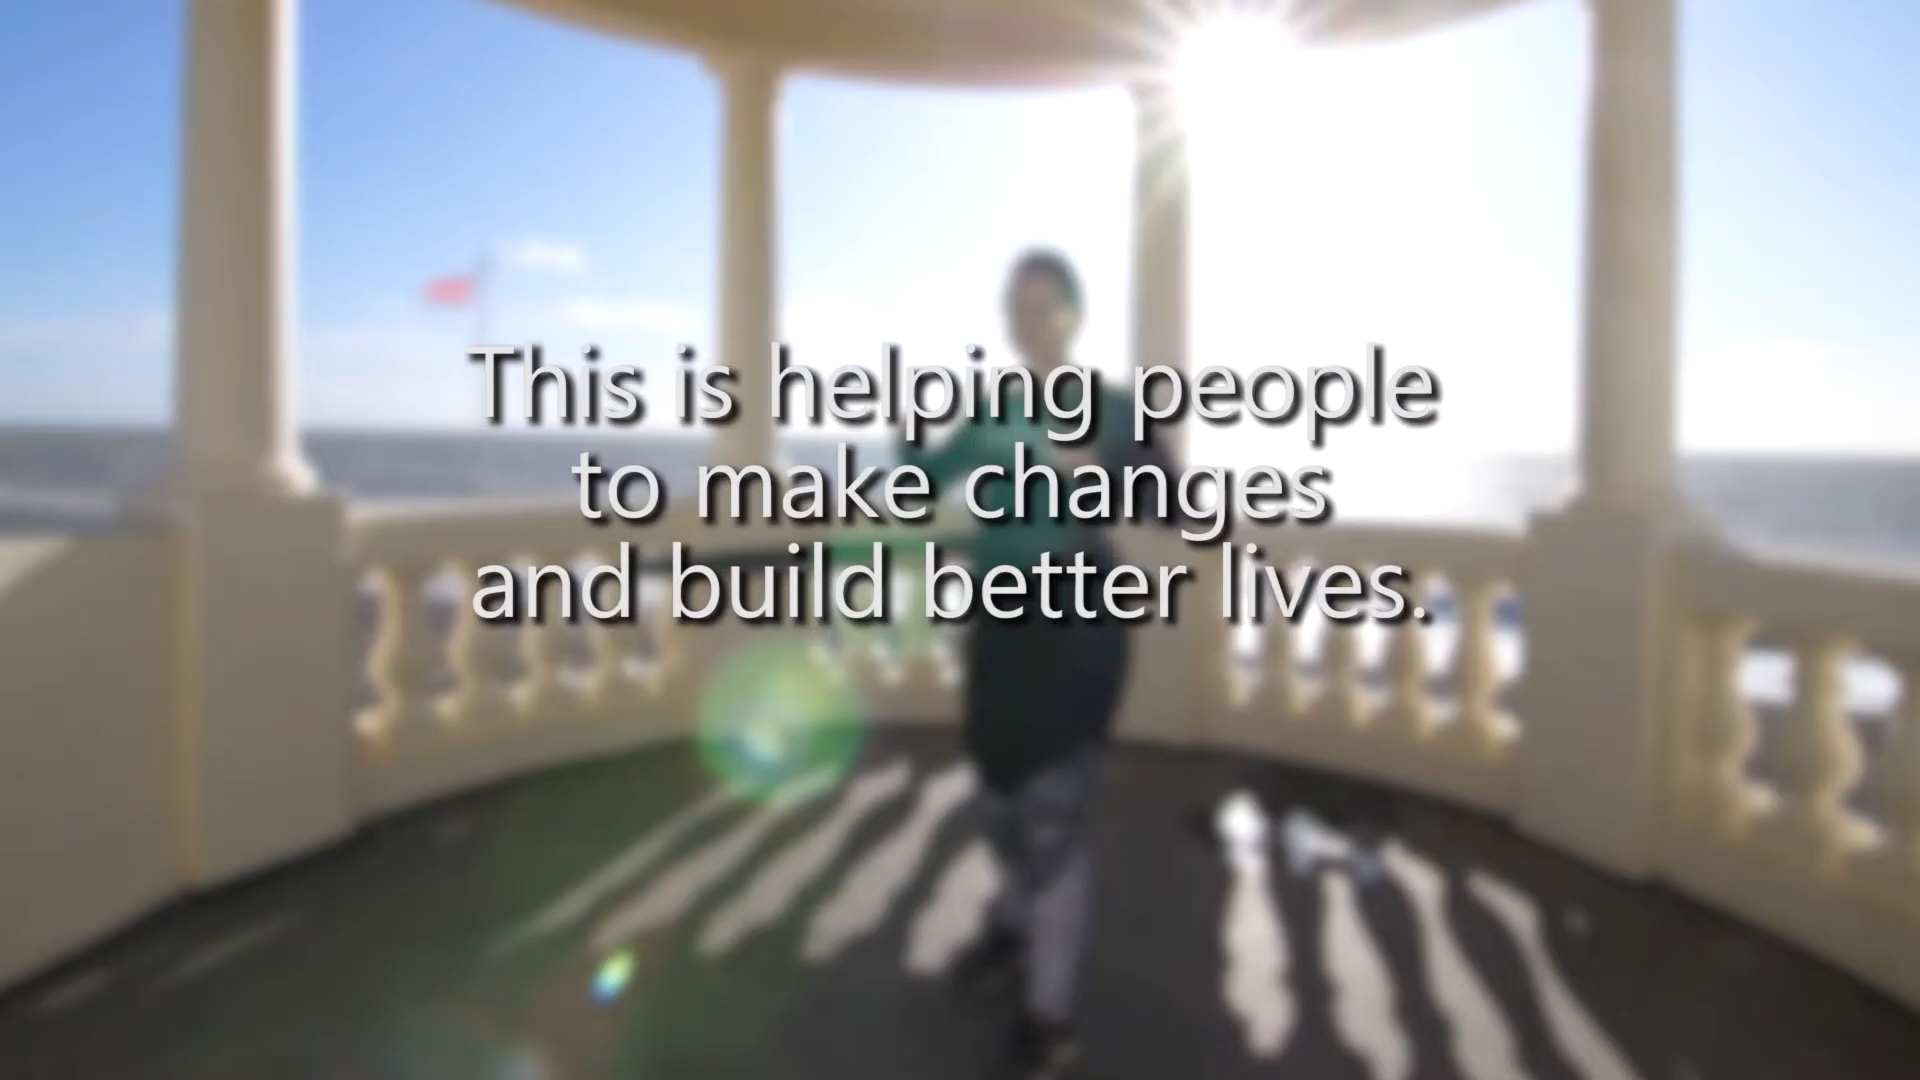 This is helping people
to make changes
and build better lives.